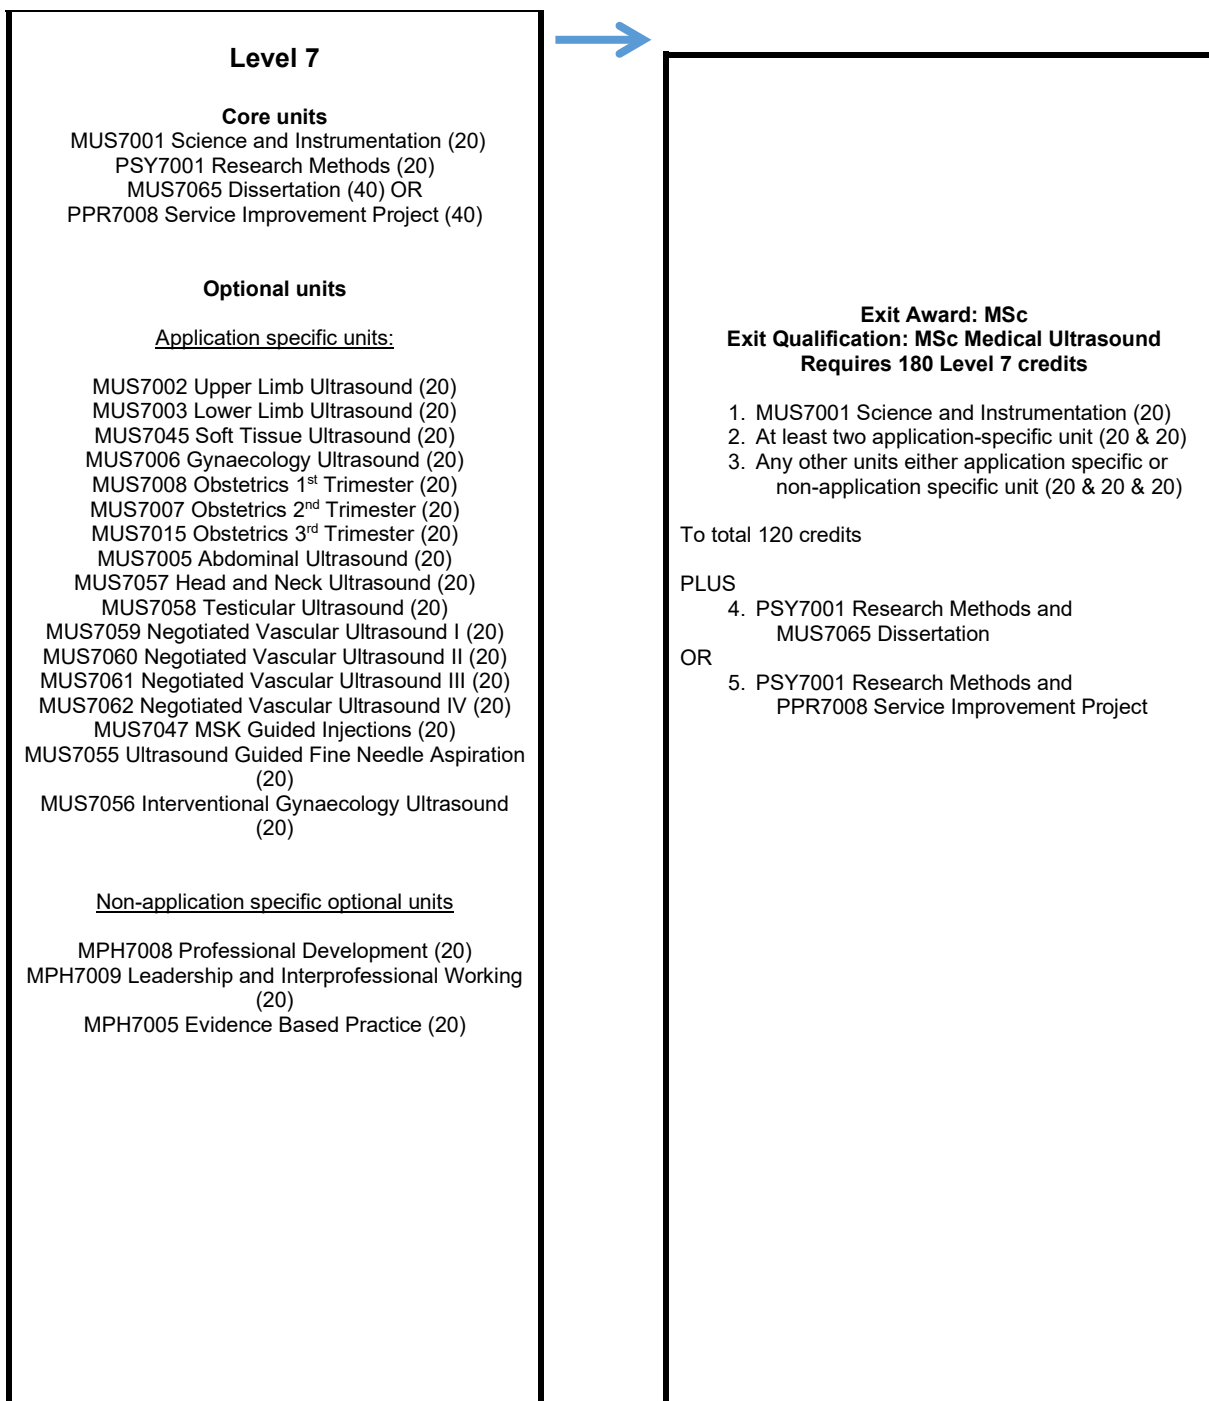 Level 7
Core units
MUS7001 Science and Instrumentation (20)
PSY7001 Research Methods (20)
MUS7065 Dissertation (40) OR
PPR7008 Service Improvement Project (40)
Optional units
Application specific units:
MUS7002 Upper Limb Ultrasound (20)
MUS7003 Lower Limb Ultrasound (20)
MUS7045 Soft Tissue Ultrasound (20)
MUS7006 Gynaecology Ultrasound (20)
MUS7008 Obstetrics 1st Trimester (20)
MUS7007 Obstetrics 2nd Trimester (20)
MUS7015 Obstetrics 3rd Trimester (20)
MUS7005 Abdominal Ultrasound (20)
MUS7057 Head and Neck Ultrasound (20)
MUS7058 Testicular Ultrasound (20)
MUS7059 Negotiated Vascular Ultrasound I (20)
MUS7060 Negotiated Vascular Ultrasound II (20)
MUS7061 Negotiated Vascular Ultrasound III (20)
MUS7062 Negotiated Vascular Ultrasound IV (20)
MUS7047 MSK Guided Injections (20)
MUS7055 Ultrasound Guided Fine Needle Aspiration
(20)
MUS7056 Interventional Gynaecology Ultrasound
(20)
Non-application specific optional units
MPH7008 Professional Development (20)
MPH7009 Leadership and Interprofessional Working
(20)
MPH7005 Evidence Based Practice (20)
Exit Award: MSc
Exit Qualification: MSc Medical Ultrasound
Requires 180 Level 7 credits
1. MUS7001 Science and Instrumentation (20)
2. At least two application-specific unit (20 & 20)
3. Any other units either application specific or
non-application specific unit (20 & 20 & 20)
To total 120 credits
PLUS
4. PSY7001 Research Methods and
MUS7065 Dissertation
OR
5. PSY7001 Research Methods and
PPR7008 Service Improvement Project